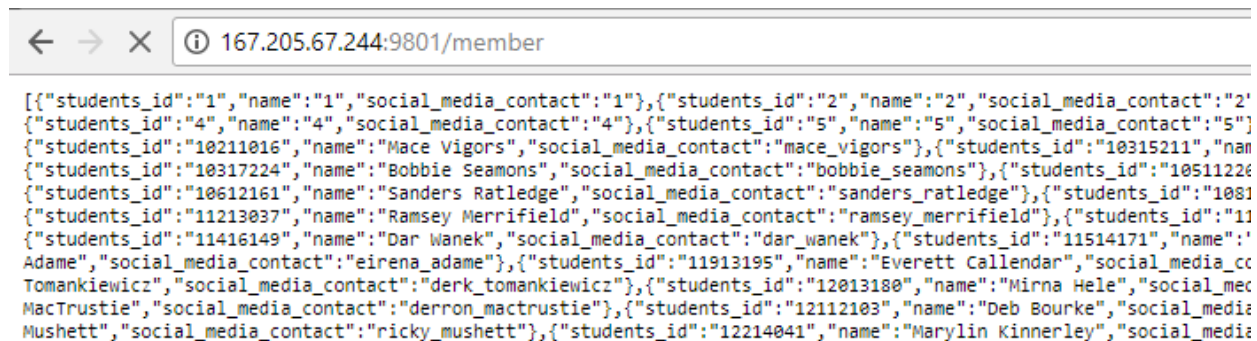 167.205.67.244:9801/member
[{"students_id":"1","name":"1","social_media_contact":"1"},{"students_id":"2","name":"2","social_media_contact":"2"
{"students_id":"4","name":"4","social_media_contact":"4"},{"students_id":"5","name":"5","social_media_contact":"5"}
{"students_id":"10211016","name":"Mace Vigors","social_media_contact":"mace_vigors"},{"students_id":"10315211","nam
{"students_id":"10317224","name":"Bobbie Seamons","social_media_contact":"bobbie_seamons"},{"students_id":"10511226
{"students_id":"10612161","name":"Sanders Ratledge","social_media_contact":"sanders_ratledge"},{"students_id":"1081
{"students_id":"11213037","name":"Ramsey Merrifield","social_media_contact":"ramsey_merrifield"},{"students_id":"11
{"students_id":"11416149","name":"Dar Wanek","social_media_contact":"dar_wanek"},{"students_id":"11514171","name":"
Adame","social_media_contact":"eirena_adame"},{"students_id":"11913195","name":"Everett Callendar","social_media_co
Tomankiewicz","social_media_contact":"derk_tomankiewicz"},{"students_id":"12013180","name":"Mirna Hele","social_med
MacTrustie","social_media_contact":"derron_mactrustie"},{"students_id":"12112103","name":"Deb Bourke","social_media
Mushett","social_media_contact":"ricky_mushett"},{"students_id":"12214041","name":"Marylin Kinnerley","social_media